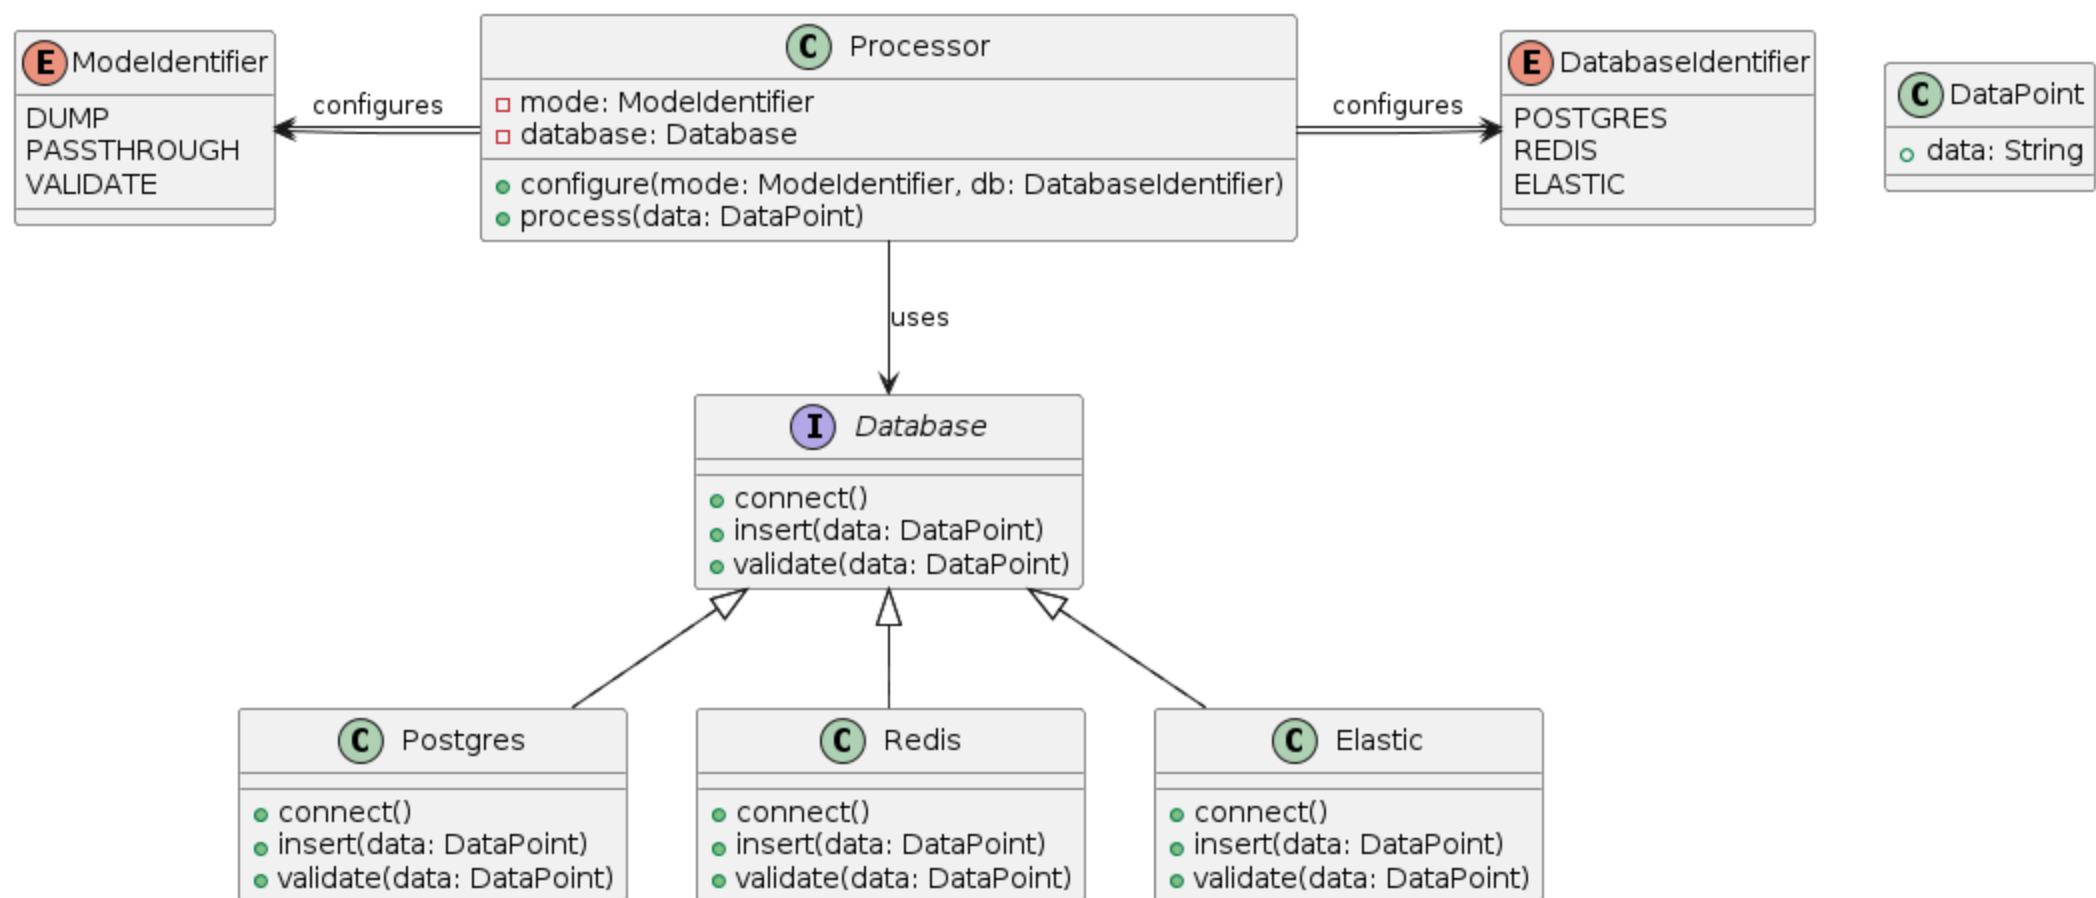 E ModeIdentifier
DUMP
PASSTHROUGH
VALIDATE
configures
C Processor
mode: ModeIdentifier
database: Database
configure(mode: ModeIdentifier, db: DatabaseIdentifier)
process(data: DataPoint)
configures
E DatabaseIdentifier
POSTGRES
REDIS
ELASTIC
C DataPoint
data: String
uses
I Database
connect()
insert(data: DataPoint)
validate(data: DataPoint)
C Postgres
connect()
insert(data: DataPoint)
validate(data: DataPoint)
C Redis
connect()
insert(data: DataPoint)
validate(data: DataPoint)
C Elastic
connect()
insert(data: DataPoint)
validate(data: DataPoint)